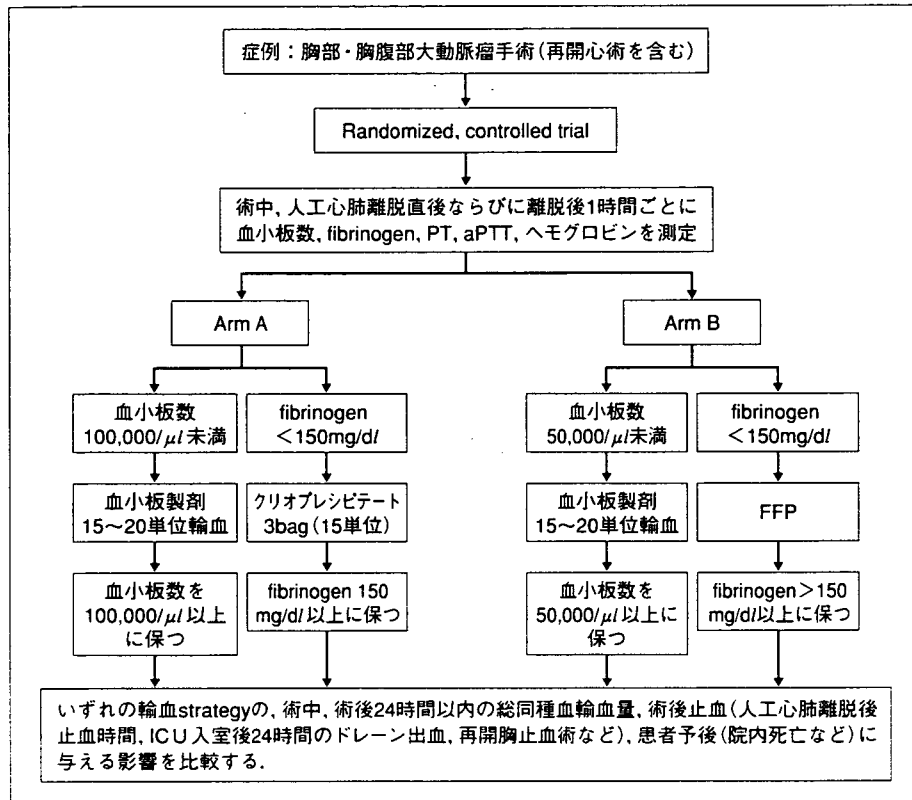 症例：胸部・胸腹部大動脈瘤手術（再開心術を含む）
Randomized, controlled trial
術中，人工心肺離脱直後ならびに離脱後1時間ごとに
血小板数，fibrinogen，PT，aPTT，ヘモグロビンを測定
Arm A
Arm B
血小板数
100,000/μl未満
fibrinogen
＜150mg/dl
血小板数
50,000/μl未満
fibrinogen
＜150mg/dl
血小板製剤
15～20単位輸血
クリオプレシピテート
3bag（15単位）
血小板製剤
15～20単位輸血
FFP
血小板数を
100,000/μl以上
に保つ
fibrinogen 150
mg/dl以上に保つ
血小板数を
50,000/μl以上に
保つ
fibrinogen＞150
mg/dl以上に保つ
いずれの輸血strategyの，術中，術後24時間以内の総同種血輸血量，術後止血（人工心肺離脱後
止血時間，ICU入室後24時間のドレーン出血，再開胸止血術など），患者予後（院内死亡など）に
与える影響を比較する．